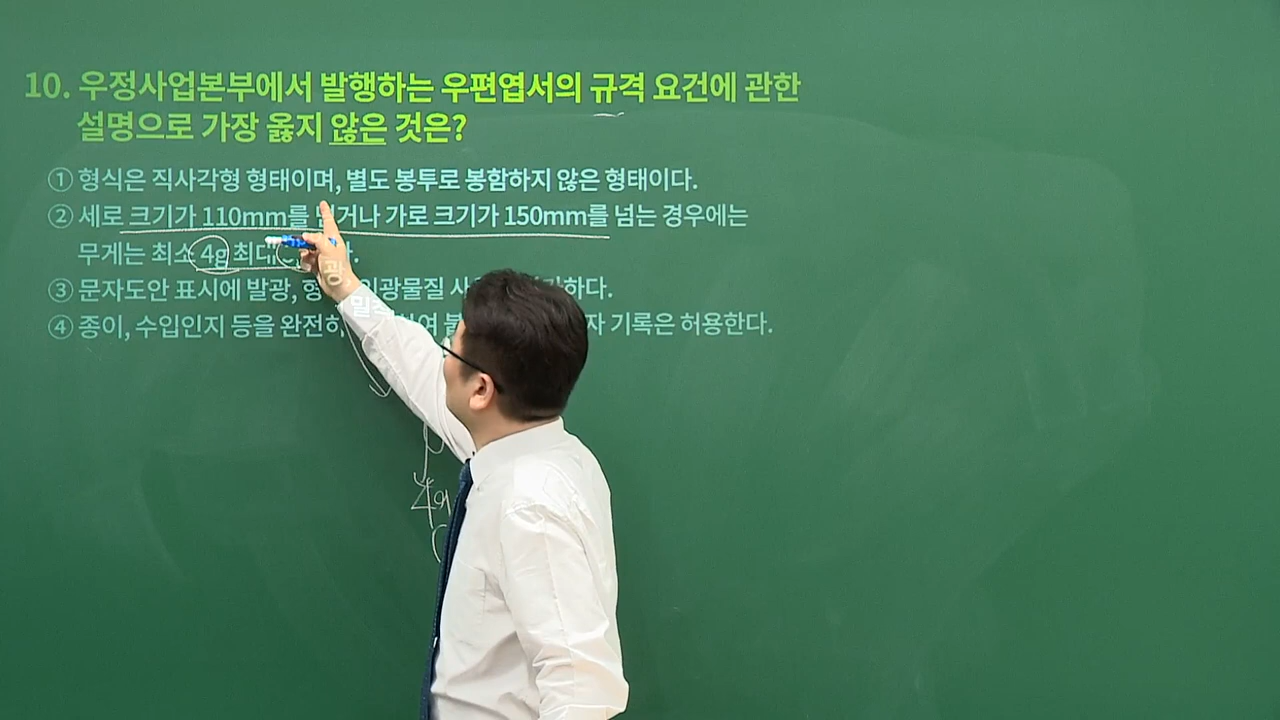 10. 우정사업본부에서 발행하는 우편엽서의 규격 요건에 관한
설명으로 가장 옳지 않은 것은?
① 형식은 직사각형 형태이며, 별도 봉투로 봉함하지 않은 형태이다.
② 세로 크기가 110mm를 거나 가로 크기가 150mm를 넘는 경우에는
무게는 최소 4g 최대
③ 문자도안 표시에 발광, 형 인광물질
광,
④ 종이, 수입인지 등을 완전히 기록은 허용한다.